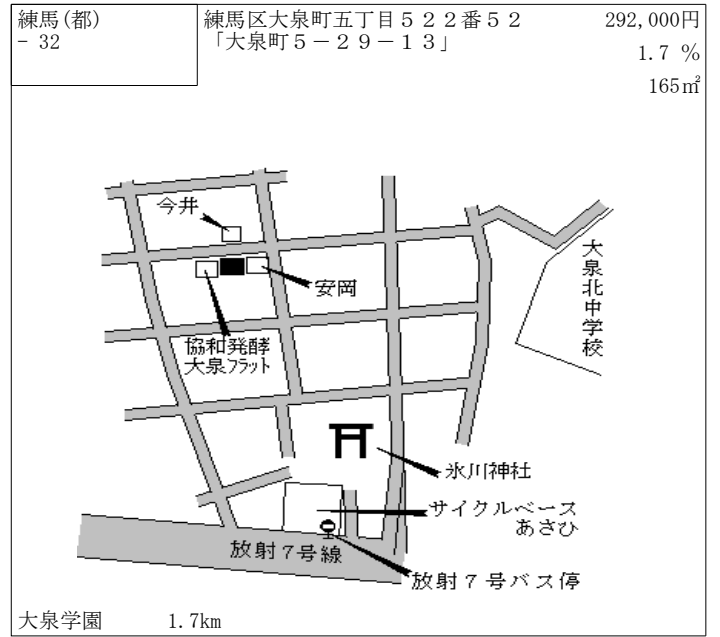 練馬(都)
- 32
練馬区大泉町五丁目５２２番５２
「大泉町５－２９－１３」
292,000円
1.7 %
165㎡
今井
安岡
協和発酵
大泉フラット
大泉北中学校
氷川神社
サイクルベース
あさひ
放射７号線
放射７号バス停
大泉学園 1.7km